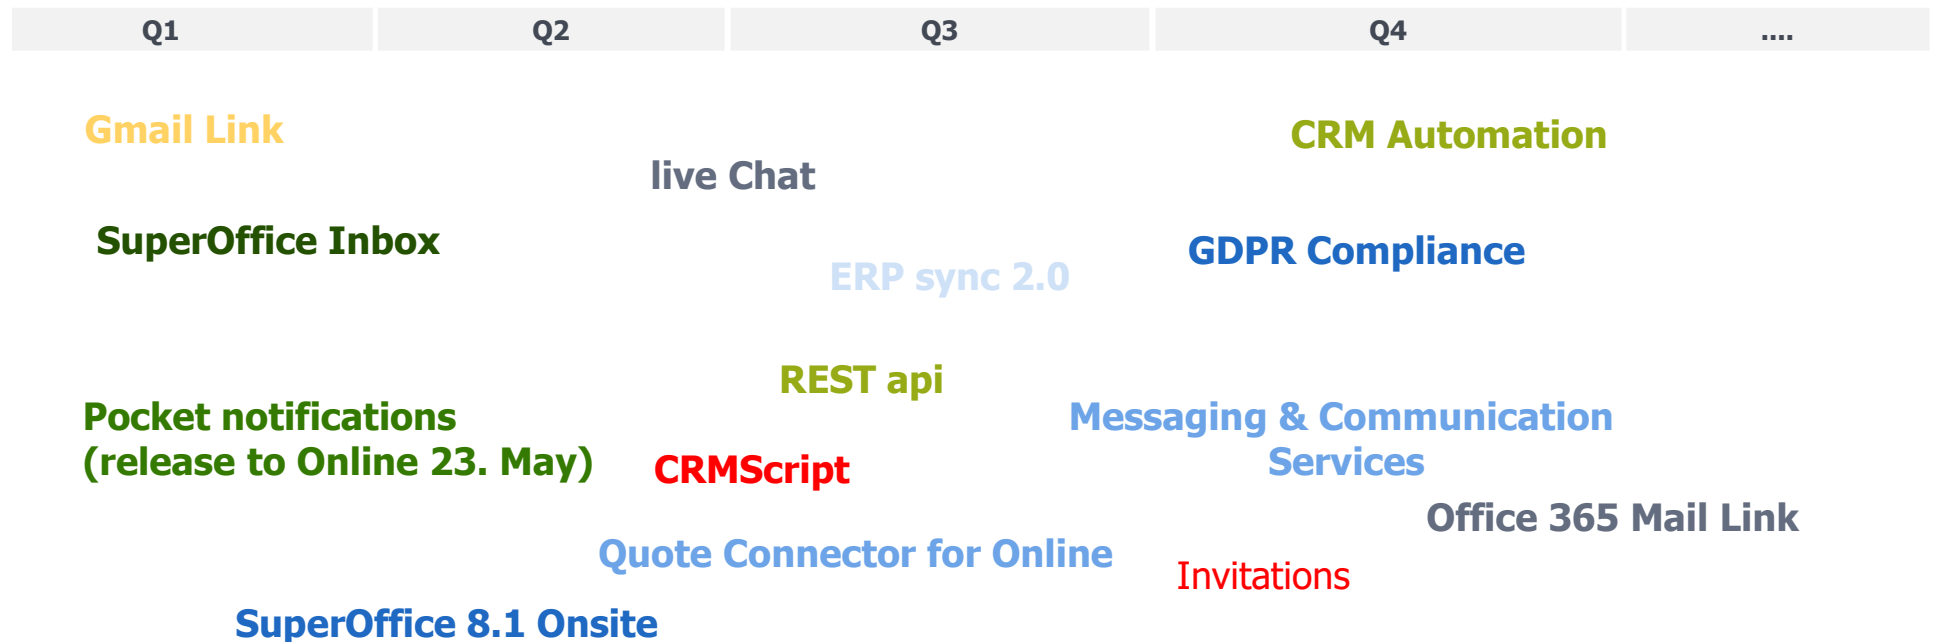 Q1 Q2 Q3 Q4 ....
Gmail Link
CRM Automation
live Chat
SuperOffice Inbox
GDPR Compliance
ERP sync 2.0
REST api
Pocket notifications
(release to Online 23. May)
Messaging & Communication
Services
CRMScript
Office 365 Mail Link
Quote Connector for Online
Invitations
SuperOffice 8.1 Onsite